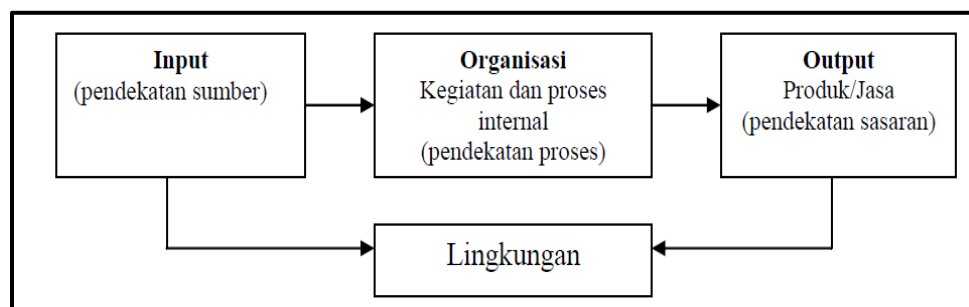 Input
(pendekatan sumber)
Organisasi
Kegiatan dan proses
internal
(pendekatan proses)
Output
Produk/Jasa
(pendekatan sasaran)
Lingkungan